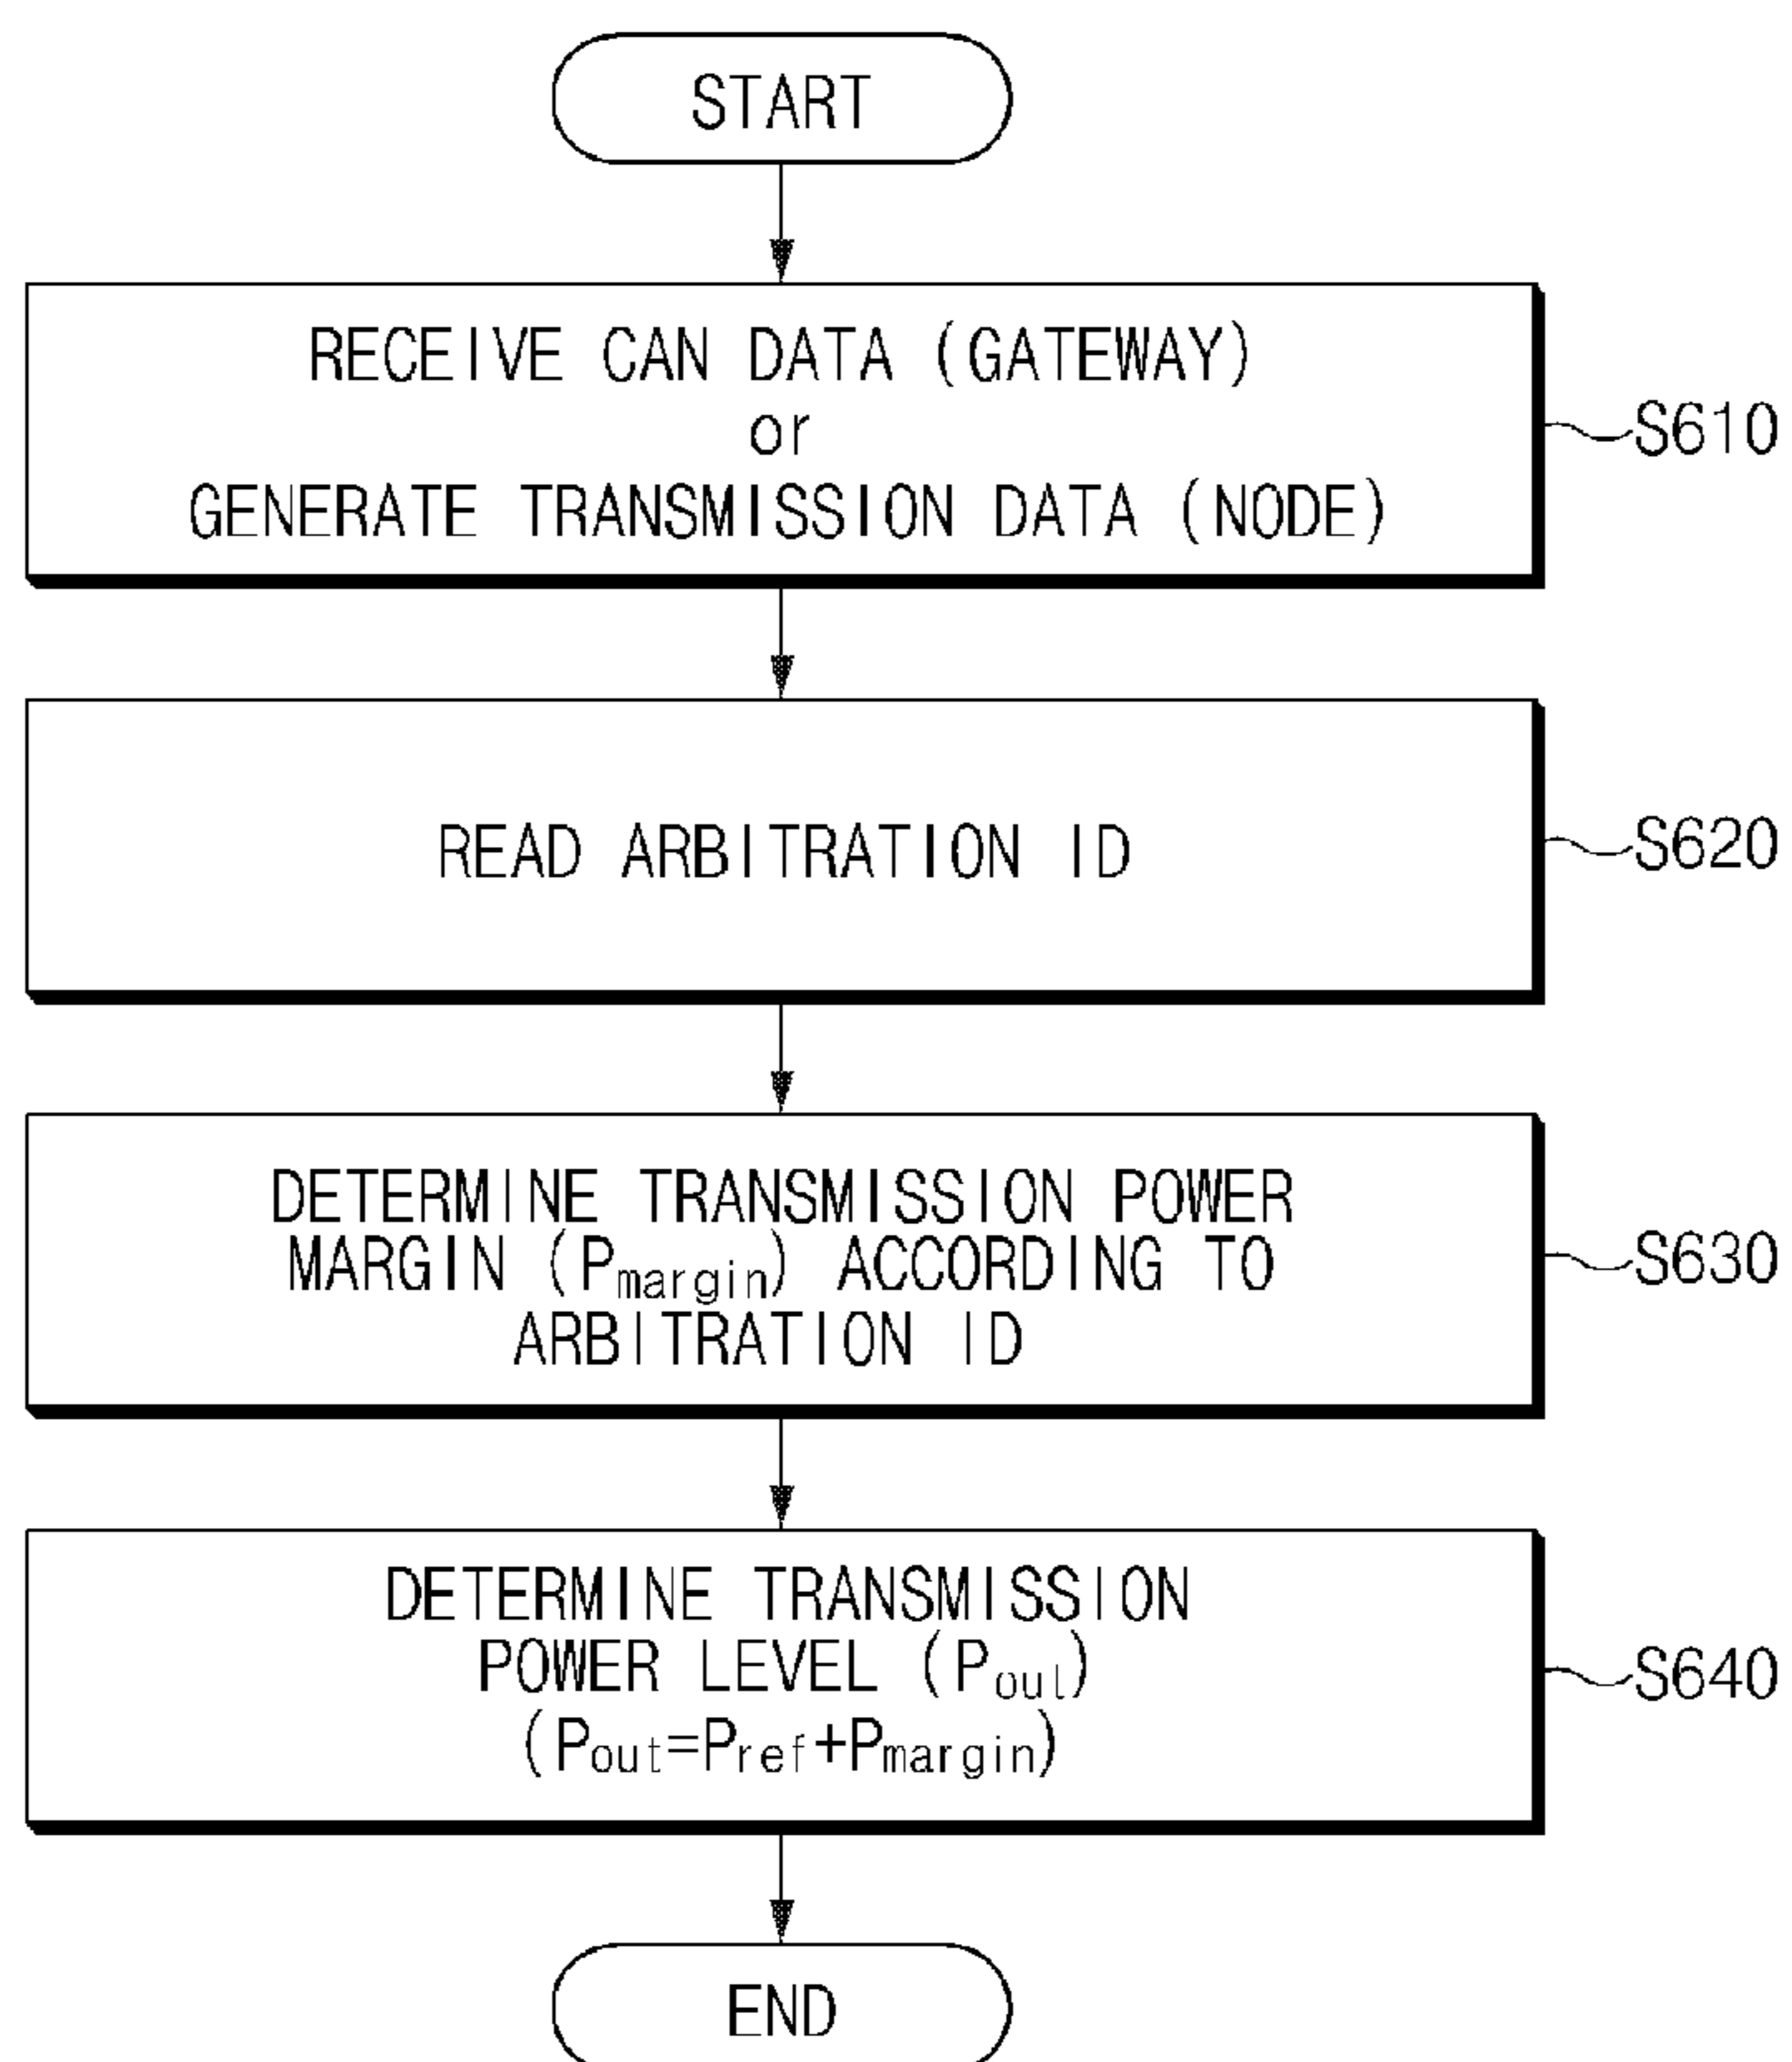 START
RECEIVE CAN DATA (GATEWAY)
or
GENERATE TRANSMISSION DATA (NODE)
S610
READ ARBITRATION ID
S620
DETERMINE TRANSMISSION POWER
MARGIN (Pmargin) ACCORDING TO
ARBITRATION ID
S630
DETERMINE TRANSMISSION
POWER LEVEL (Pout)
(Pout=Pref+Pmargin)
S640
END